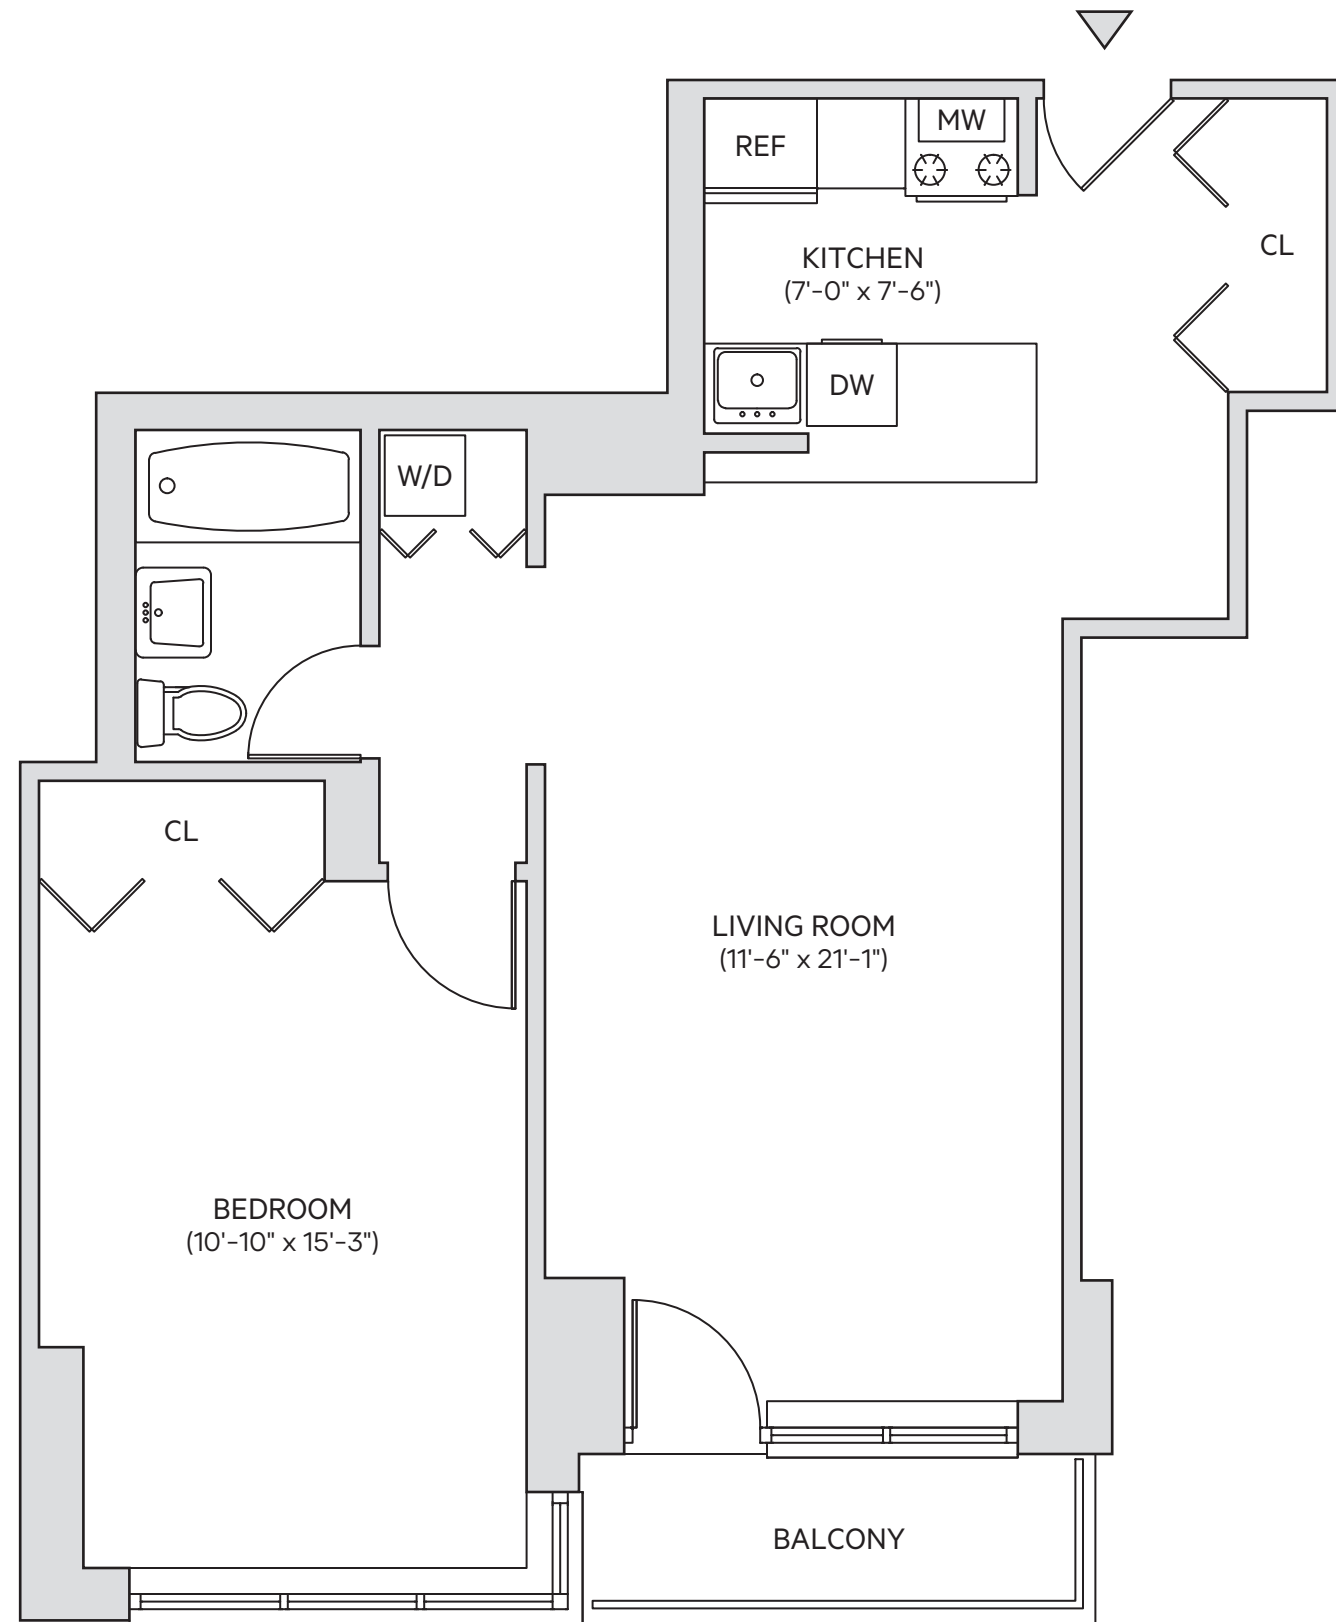 MW
REF
KITCHEN
(7'-0" x 7'-6")
CL
DW
W/D
CL
LIVING ROOM
(11'-6" x 21'-1")
BEDROOM
(10'-10" x 15'-3")
BALCONY